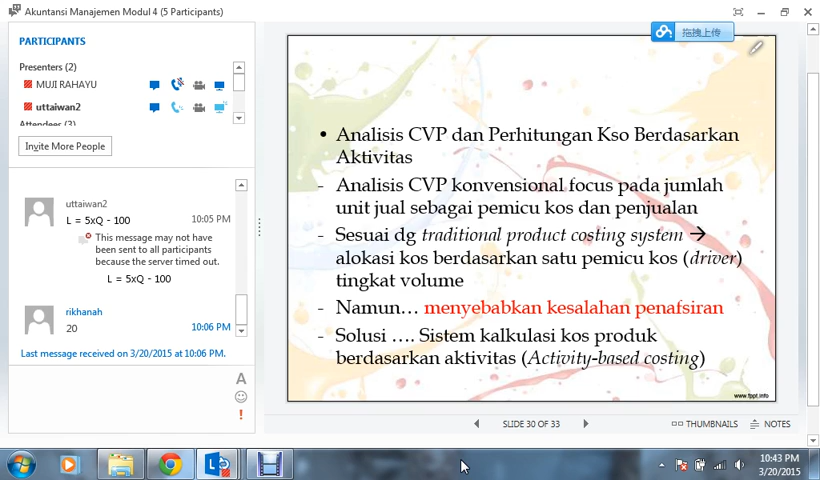 Akuntansi Manajemen Modul 4 (5 Participants)
PARTICIPANTS
Presenters (2)
MUJI RAHAYU
uttaiwan2
Attendees (3)
Invite More People
uttaiwan2
L = 5xQ - 100
10:05 PM
This message may not have
been sent to all participants
because the server timed out.
L = 5xQ - 100
rikhanah
20
10:06 PM
Last message received on 3/20/2015 at 10:06 PM.
A
!
拖拽上传
• Analisis CVP dan Perhitungan Kso Berdasarkan
Aktivitas
- Analisis CVP konvensional focus pada jumlah
unit jual sebagai pemicu kos dan penjualan
- Sesuai dg traditional product costing system →
alokasi kos berdasarkan satu pemicu kos (driver)
tingkat volume
- Namun… menyebabkan kesalahan penafsiran
- Solusi …. Sistem kalkulasi kos produk
berdasarkan aktivitas (Activity-based costing)
www.fppt.info
SLIDE 30 OF 33
THUMBNAILS
NOTES
10:43 PM
3/20/2015